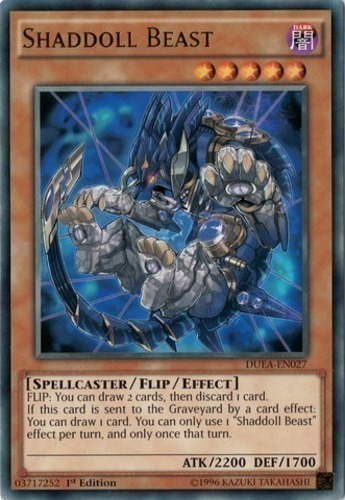 SHADDOLL BEAST
DARK
闇
DUEA-EN027
[SPELLCASTER/FLIP/EFFECT]
FLIP: You can draw 2 cards, then discard 1 card.
If this card is sent to the Graveyard by a card effect:
You can draw 1 card. You can only use 1 "Shaddoll Beast"
effect per turn, and only once that turn.
ATK/2200 DEF/1700
03717252 1st Edition ©1996 KAZUKI TAKAHASHI